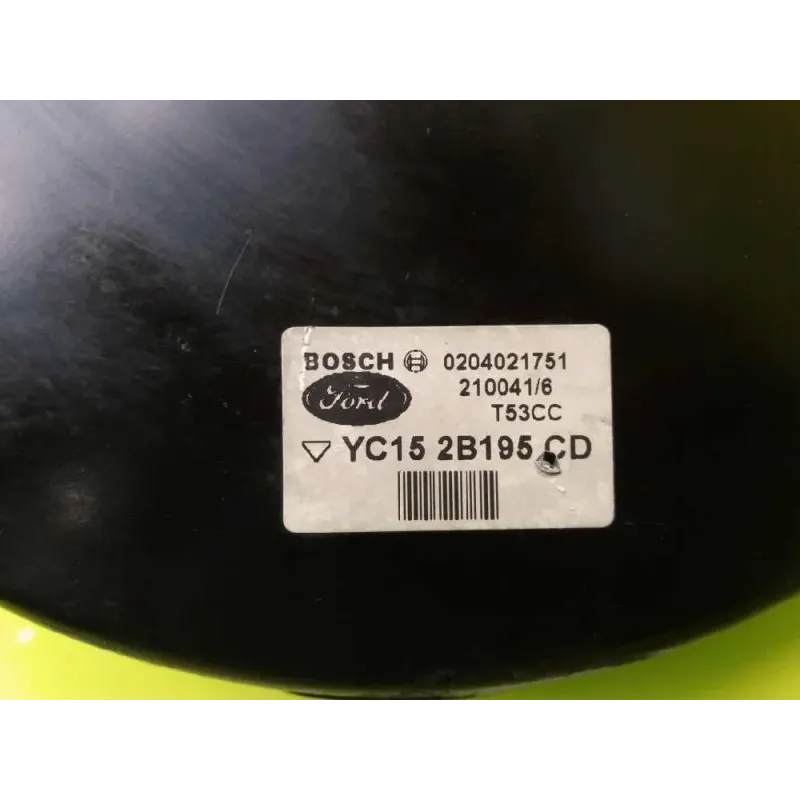 BOSCH 0204021751
210041/6
Ford
T53CC
YC15 2B195 CD